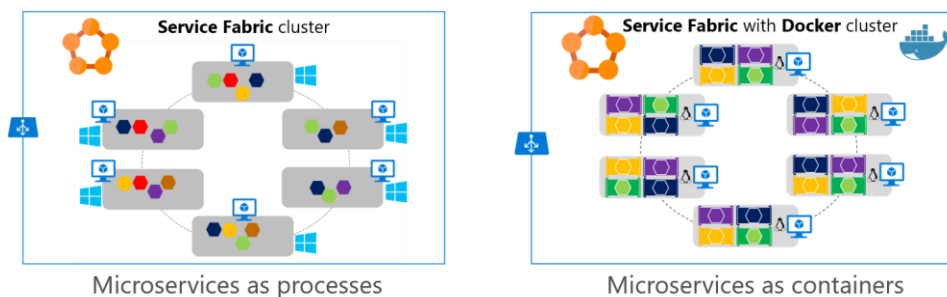 Service Fabric cluster
Service Fabric with Docker cluster
Microservices as processes
Microservices as containers